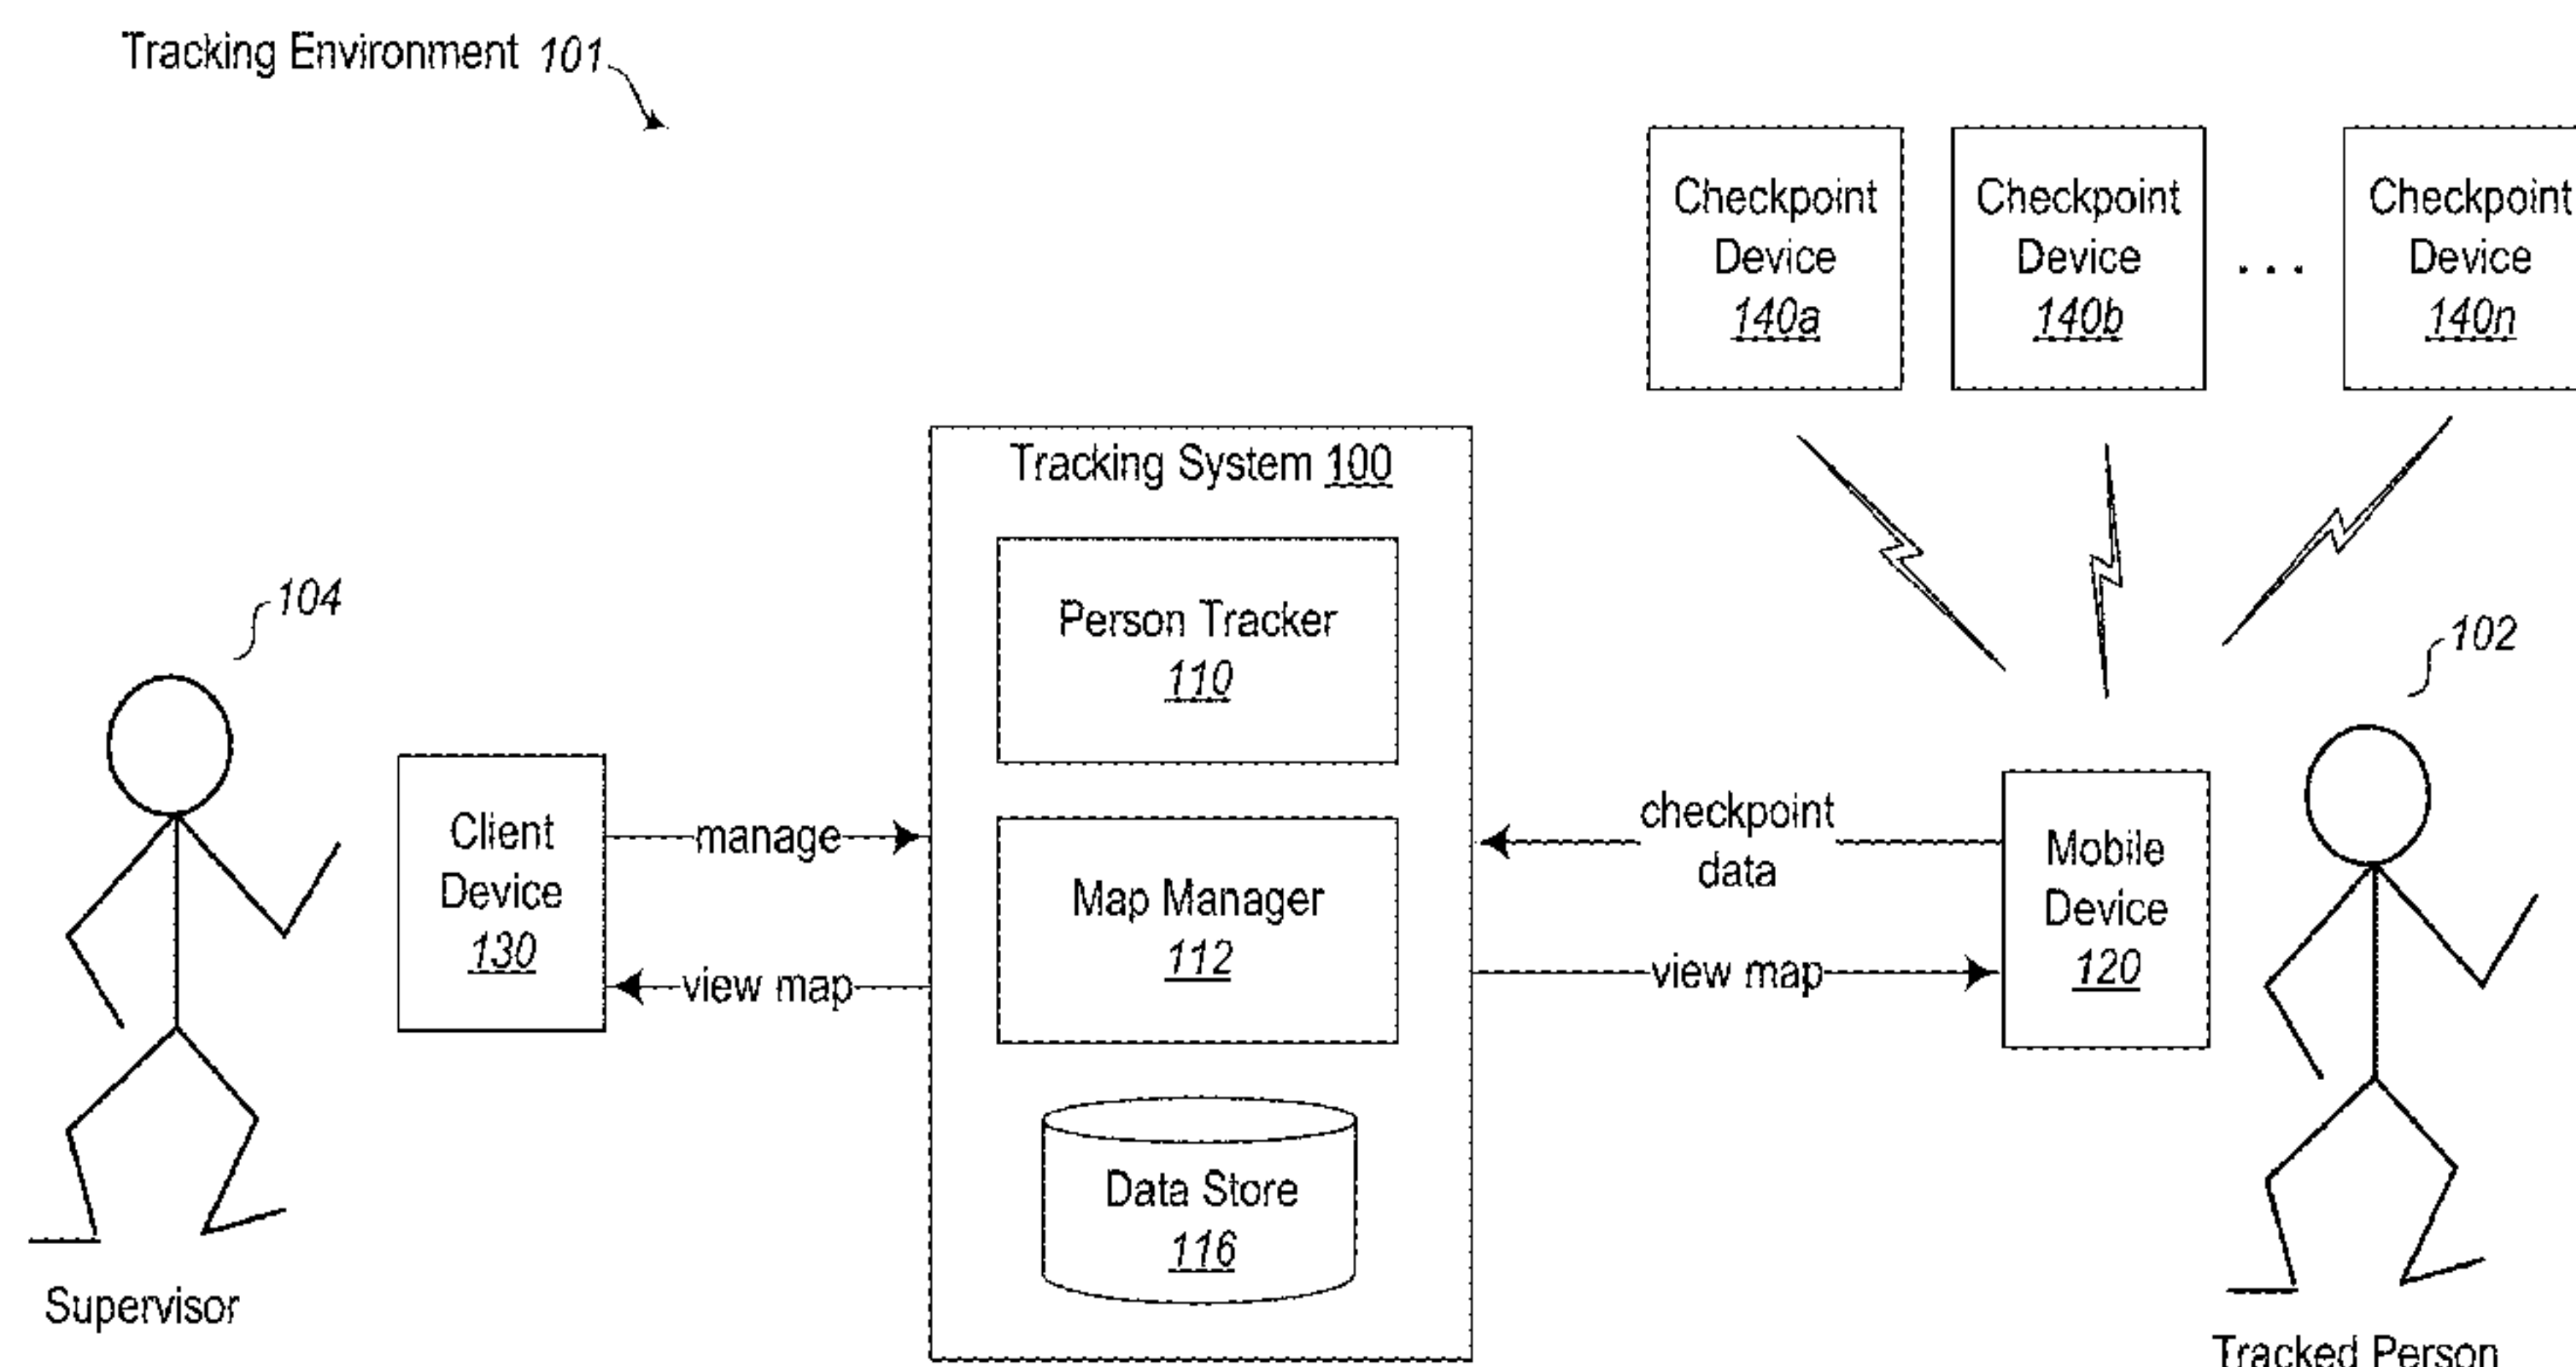 Tracking Environment 101
Checkpoint
Device
140a
Checkpoint
Device
140b
...
Checkpoint
Device
140n
Tracking System 100
Person Tracker
110
Map Manager
112
Data Store
116
104
Supervisor
Client
Device
130
manage
view map
checkpoint
data
view map
Mobile
Device
120
102
Tracked Person